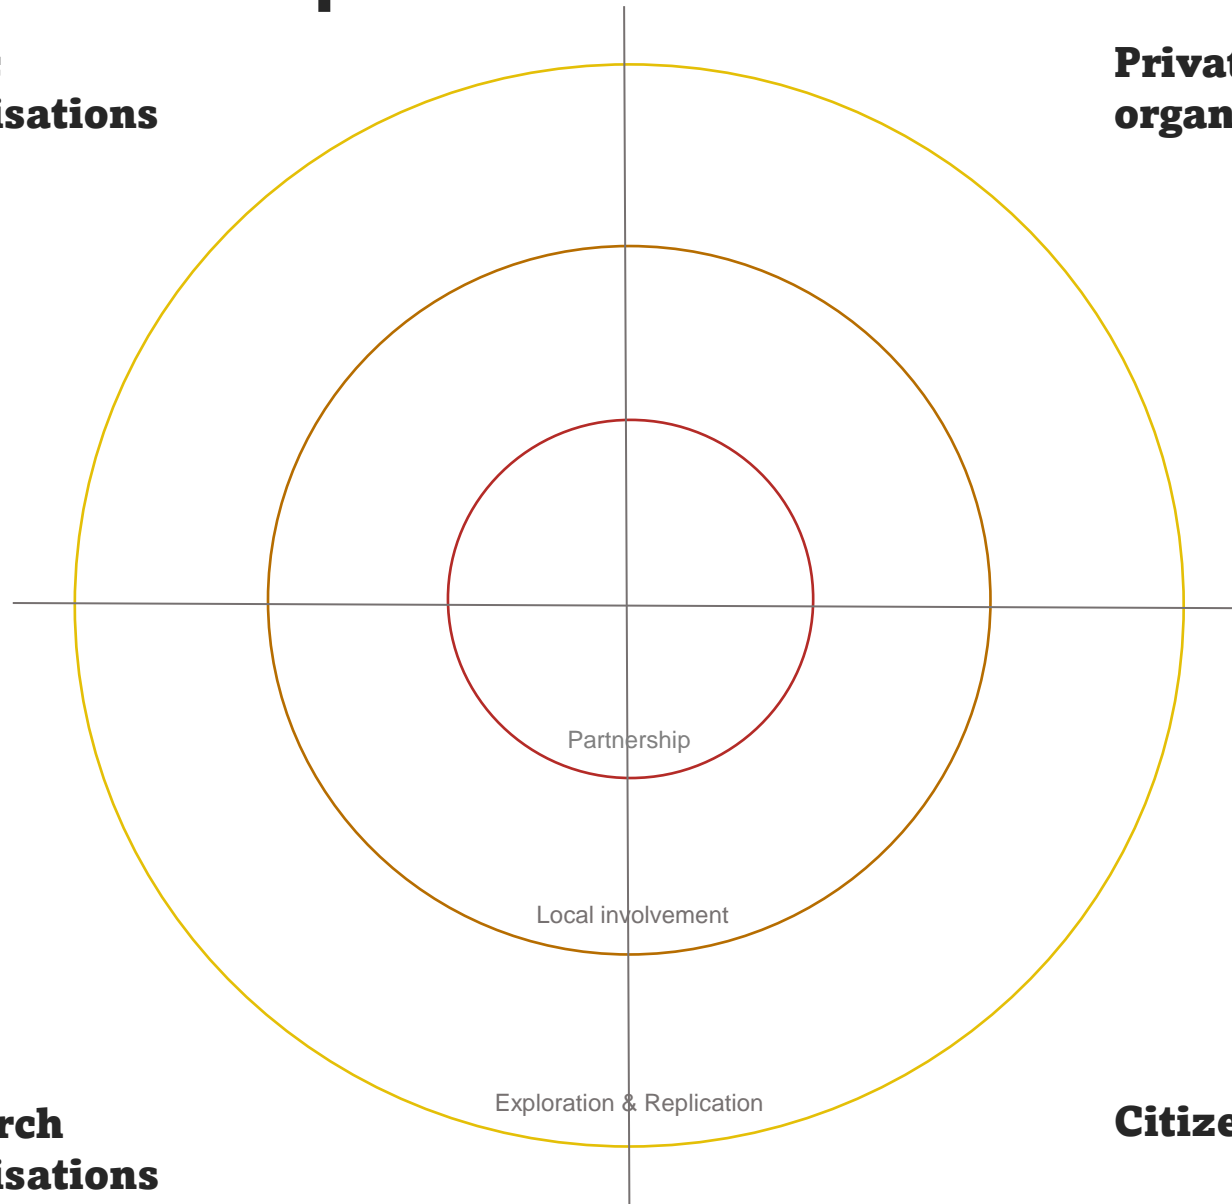 isations
Privat
organ
Partnership
Local involvement
Exploration & Replication
rch
isations
Citize